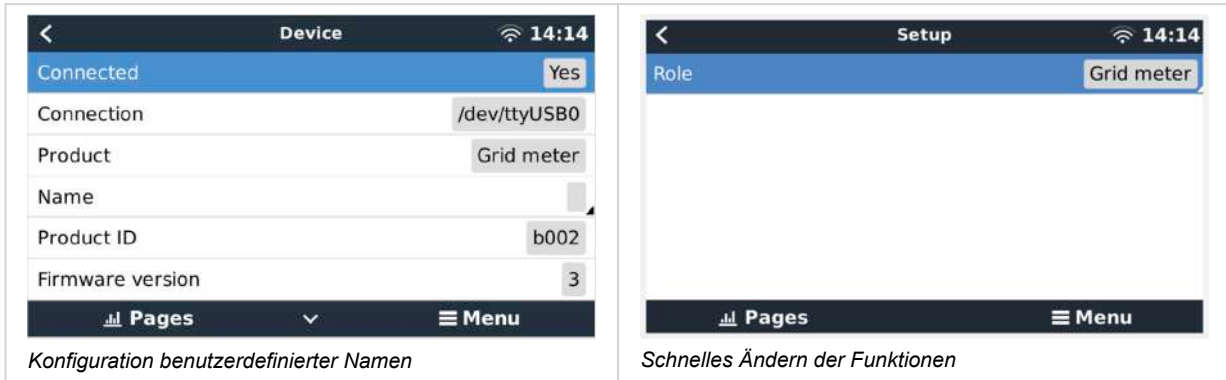 Device
14:14
Connected Yes
Connection /dev/ttyUSB0
Product Grid meter
Name
Product ID b002
Firmware version 3
Pages Menu
Konfiguration benutzerdefinierter Namen
Setup
14:14
Role Grid meter
Pages Menu
Schnelles Ändern der Funktionen